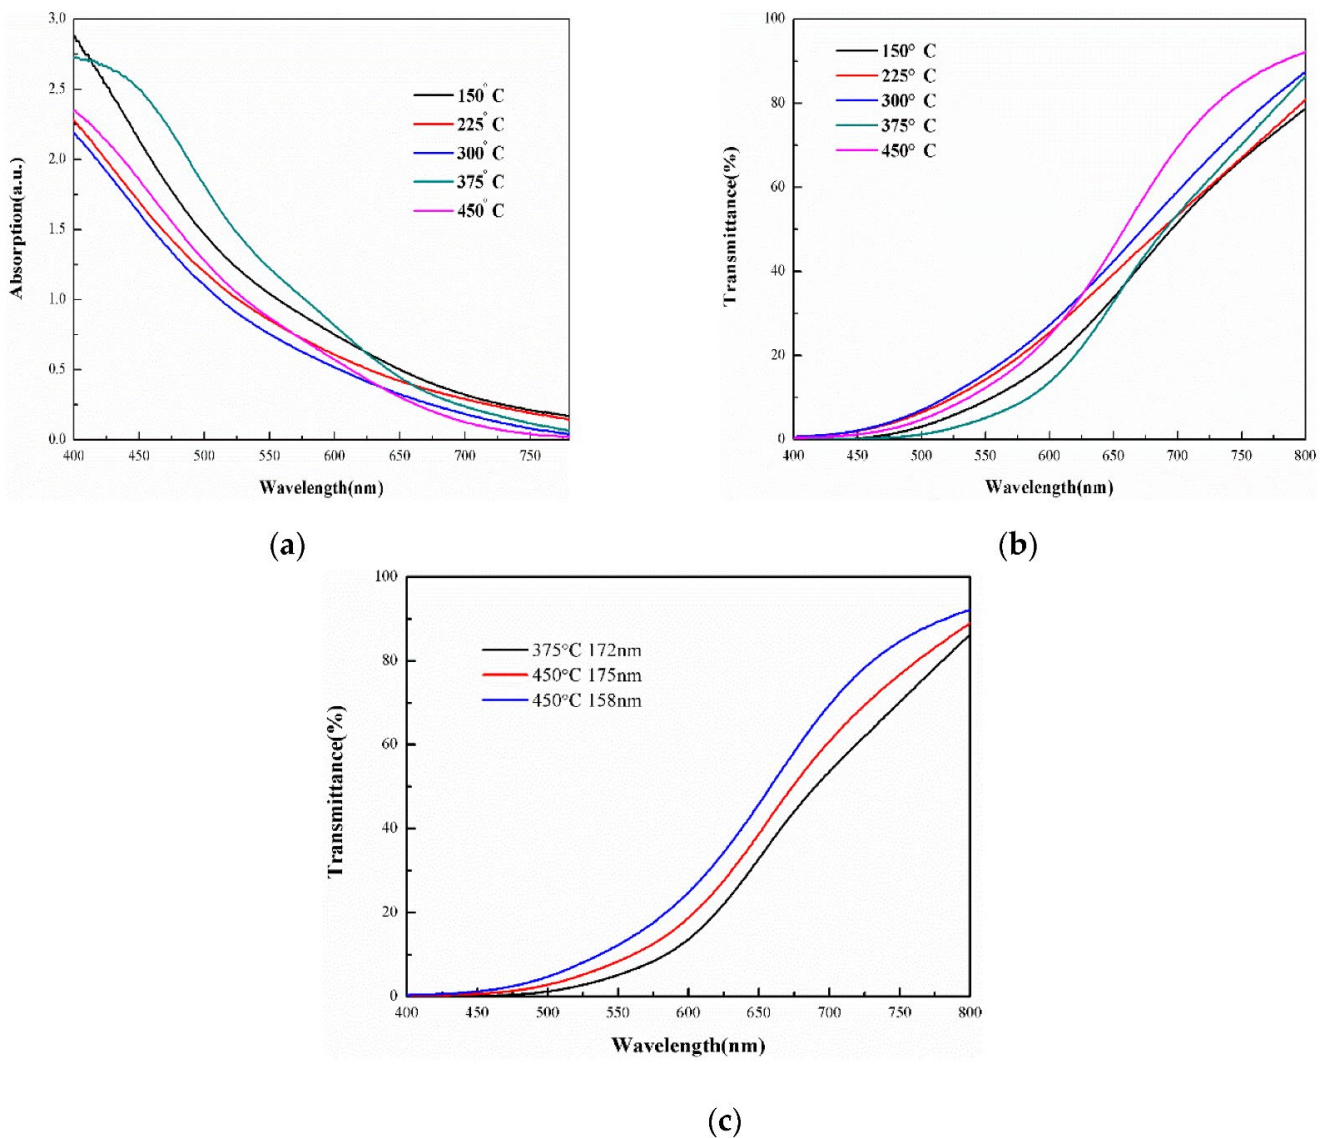 3.0
2.5
2.0
1.5
1.0
0.5
0.0
400 450 500 550 600 650 700 750
Absorption(a.u.)
Wavelength(nm)
150° C
225° C
300° C
375° C
450° C
(a)
100
80
60
40
20
0
400 450 500 550 600 650 700 750 800
Transmittance(%)
Wavelength(nm)
150° C
225° C
300° C
375° C
450° C
(b)
100
80
60
40
20
0
400 450 500 550 600 650 700 750 800
Transmittance(%)
Wavelength(nm)
375°C 172nm
450°C 175nm
450°C 158nm
(c)